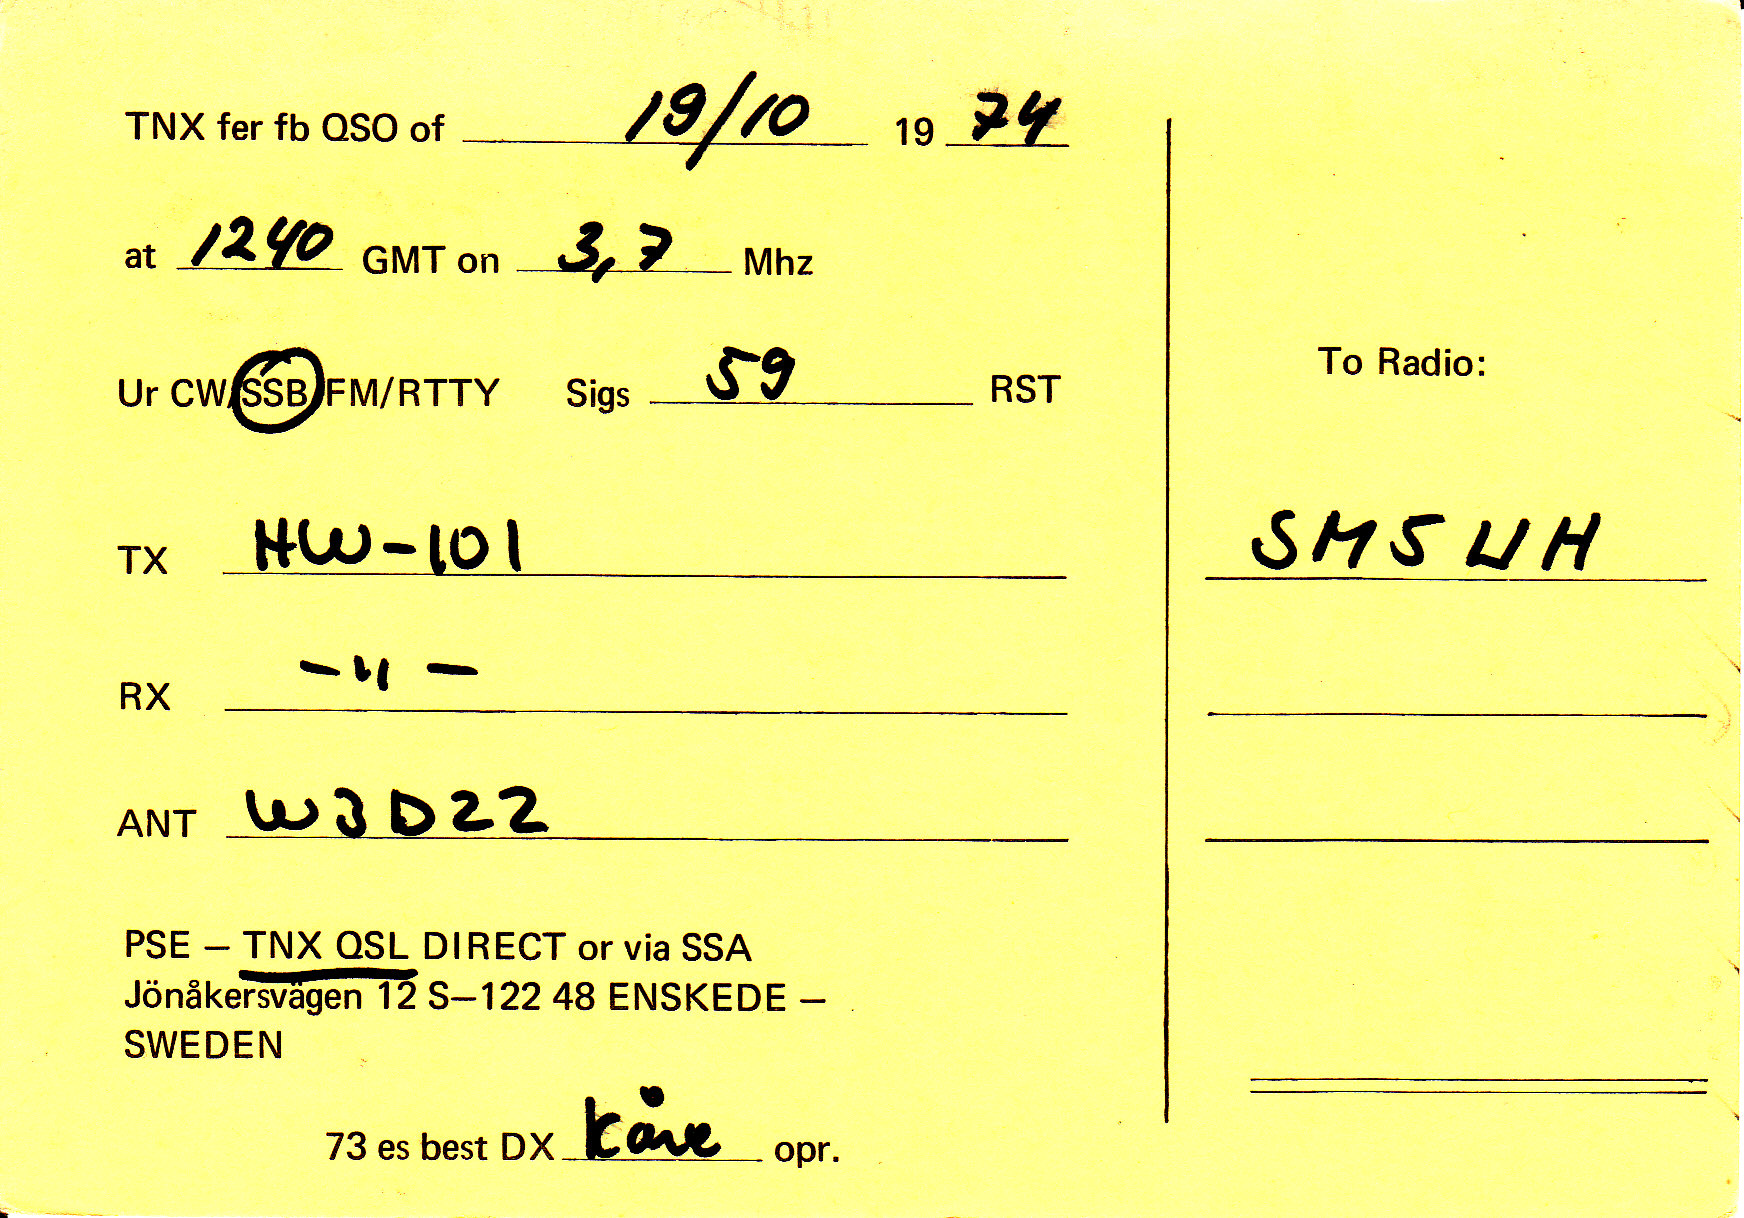 TNX fer fb QSO of 19/10 19 74
at 1240 GMT on 3,7 Mhz
Ur CW/SSB/FM/RTTY Sigs 59 RST
TX HW-101
RX -"-
ANT W3DZZ
PSE – TNX QSL DIRECT or via SSA
Jönåkersvägen 12 S–122 48 ENSKEDE –
SWEDEN
73 es best DX Kåre opr.
To Radio:
SM5WH